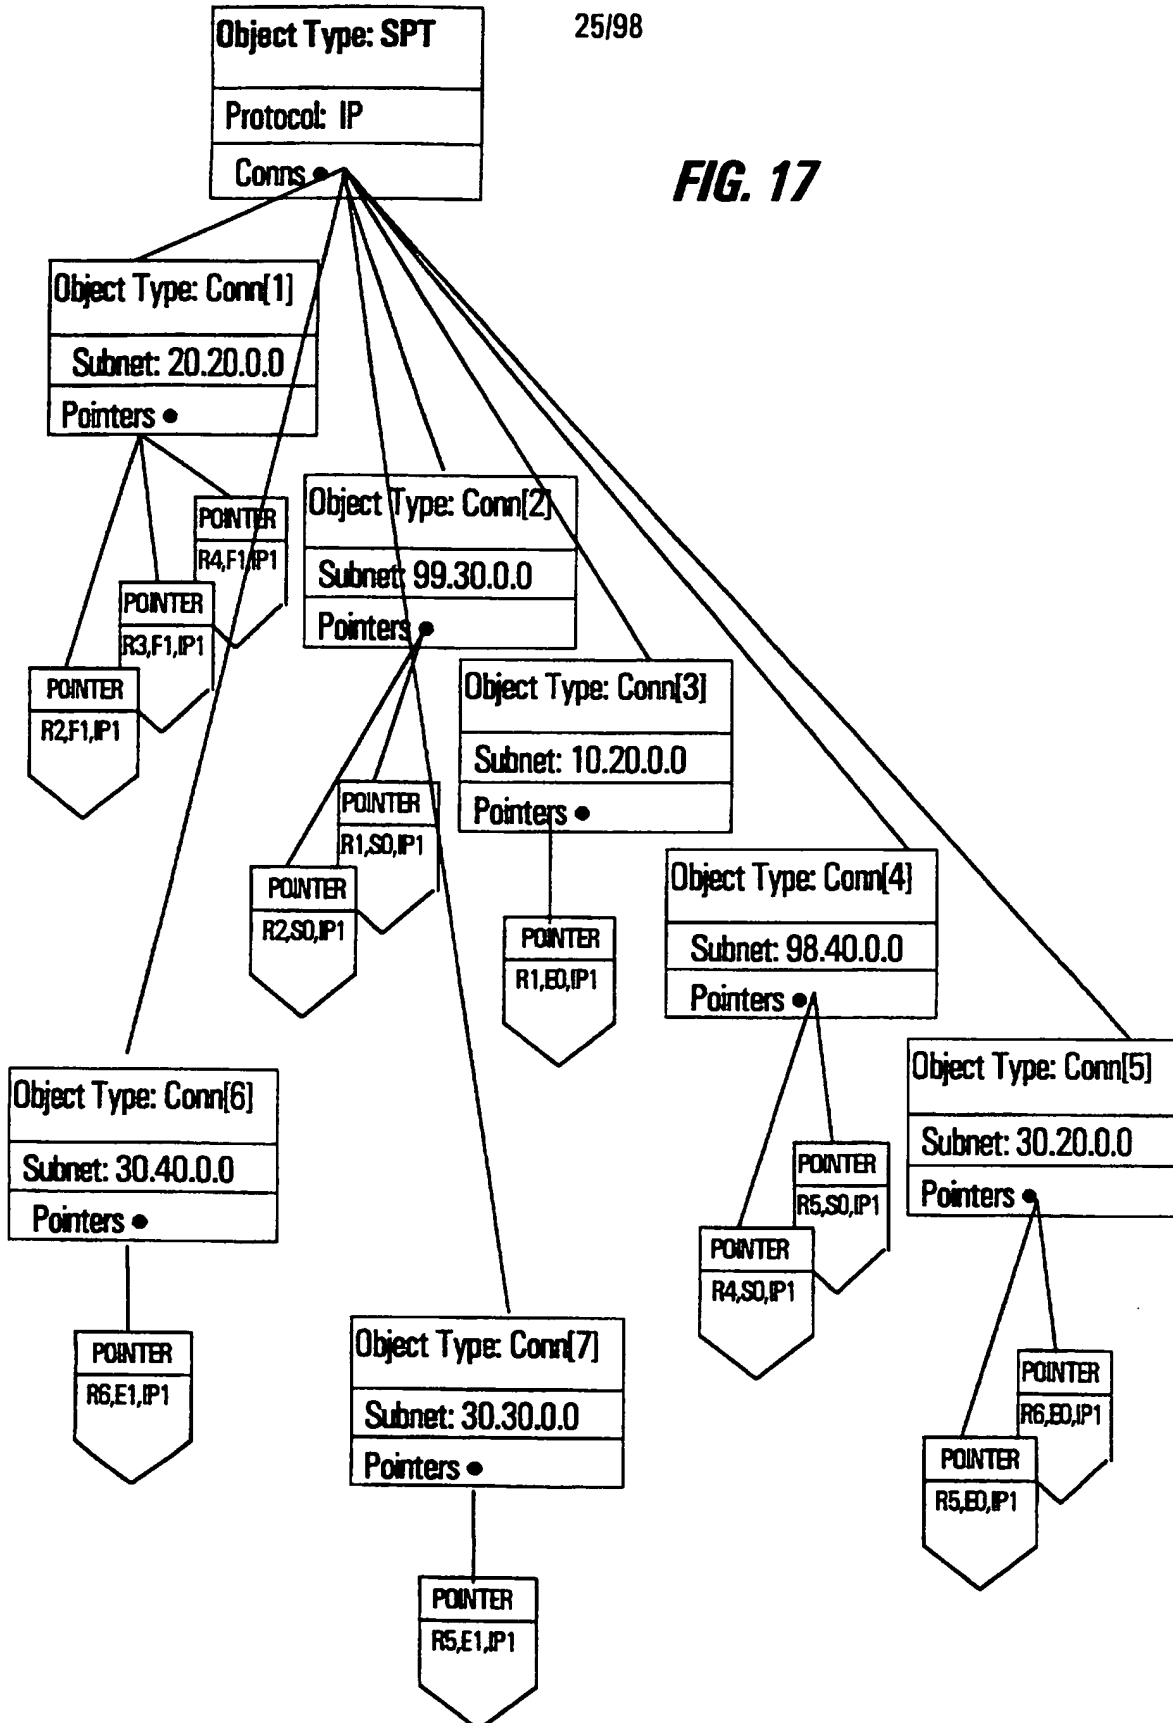 25/98
Object Type: SPT
Protocol: IP
Conns
FIG. 17
Object Type: Conn[1]
Subnet: 20.20.0.0
Pointers
POINTER
R4,F1,IP1
POINTER
R3,F1,IP1
POINTER
R2,F1,IP1
Object Type: Conn[2]
Subnet: 99.30.0.0
Pointers
POINTER
R1,S0,IP1
POINTER
R2,S0,IP1
Object Type: Conn[3]
Subnet: 10.20.0.0
Pointers
POINTER
R1,E0,IP1
Object Type: Conn[4]
Subnet: 98.40.0.0
Pointers
POINTER
R5,S0,IP1
POINTER
R4,S0,IP1
Object Type: Conn[5]
Subnet: 30.20.0.0
Pointers
POINTER
R6,E0,IP1
POINTER
R5,E0,IP1
Object Type: Conn[6]
Subnet: 30.40.0.0
Pointers
POINTER
R6,E1,IP1
Object Type: Conn[7]
Subnet: 30.30.0.0
Pointers
POINTER
R5,E1,IP1